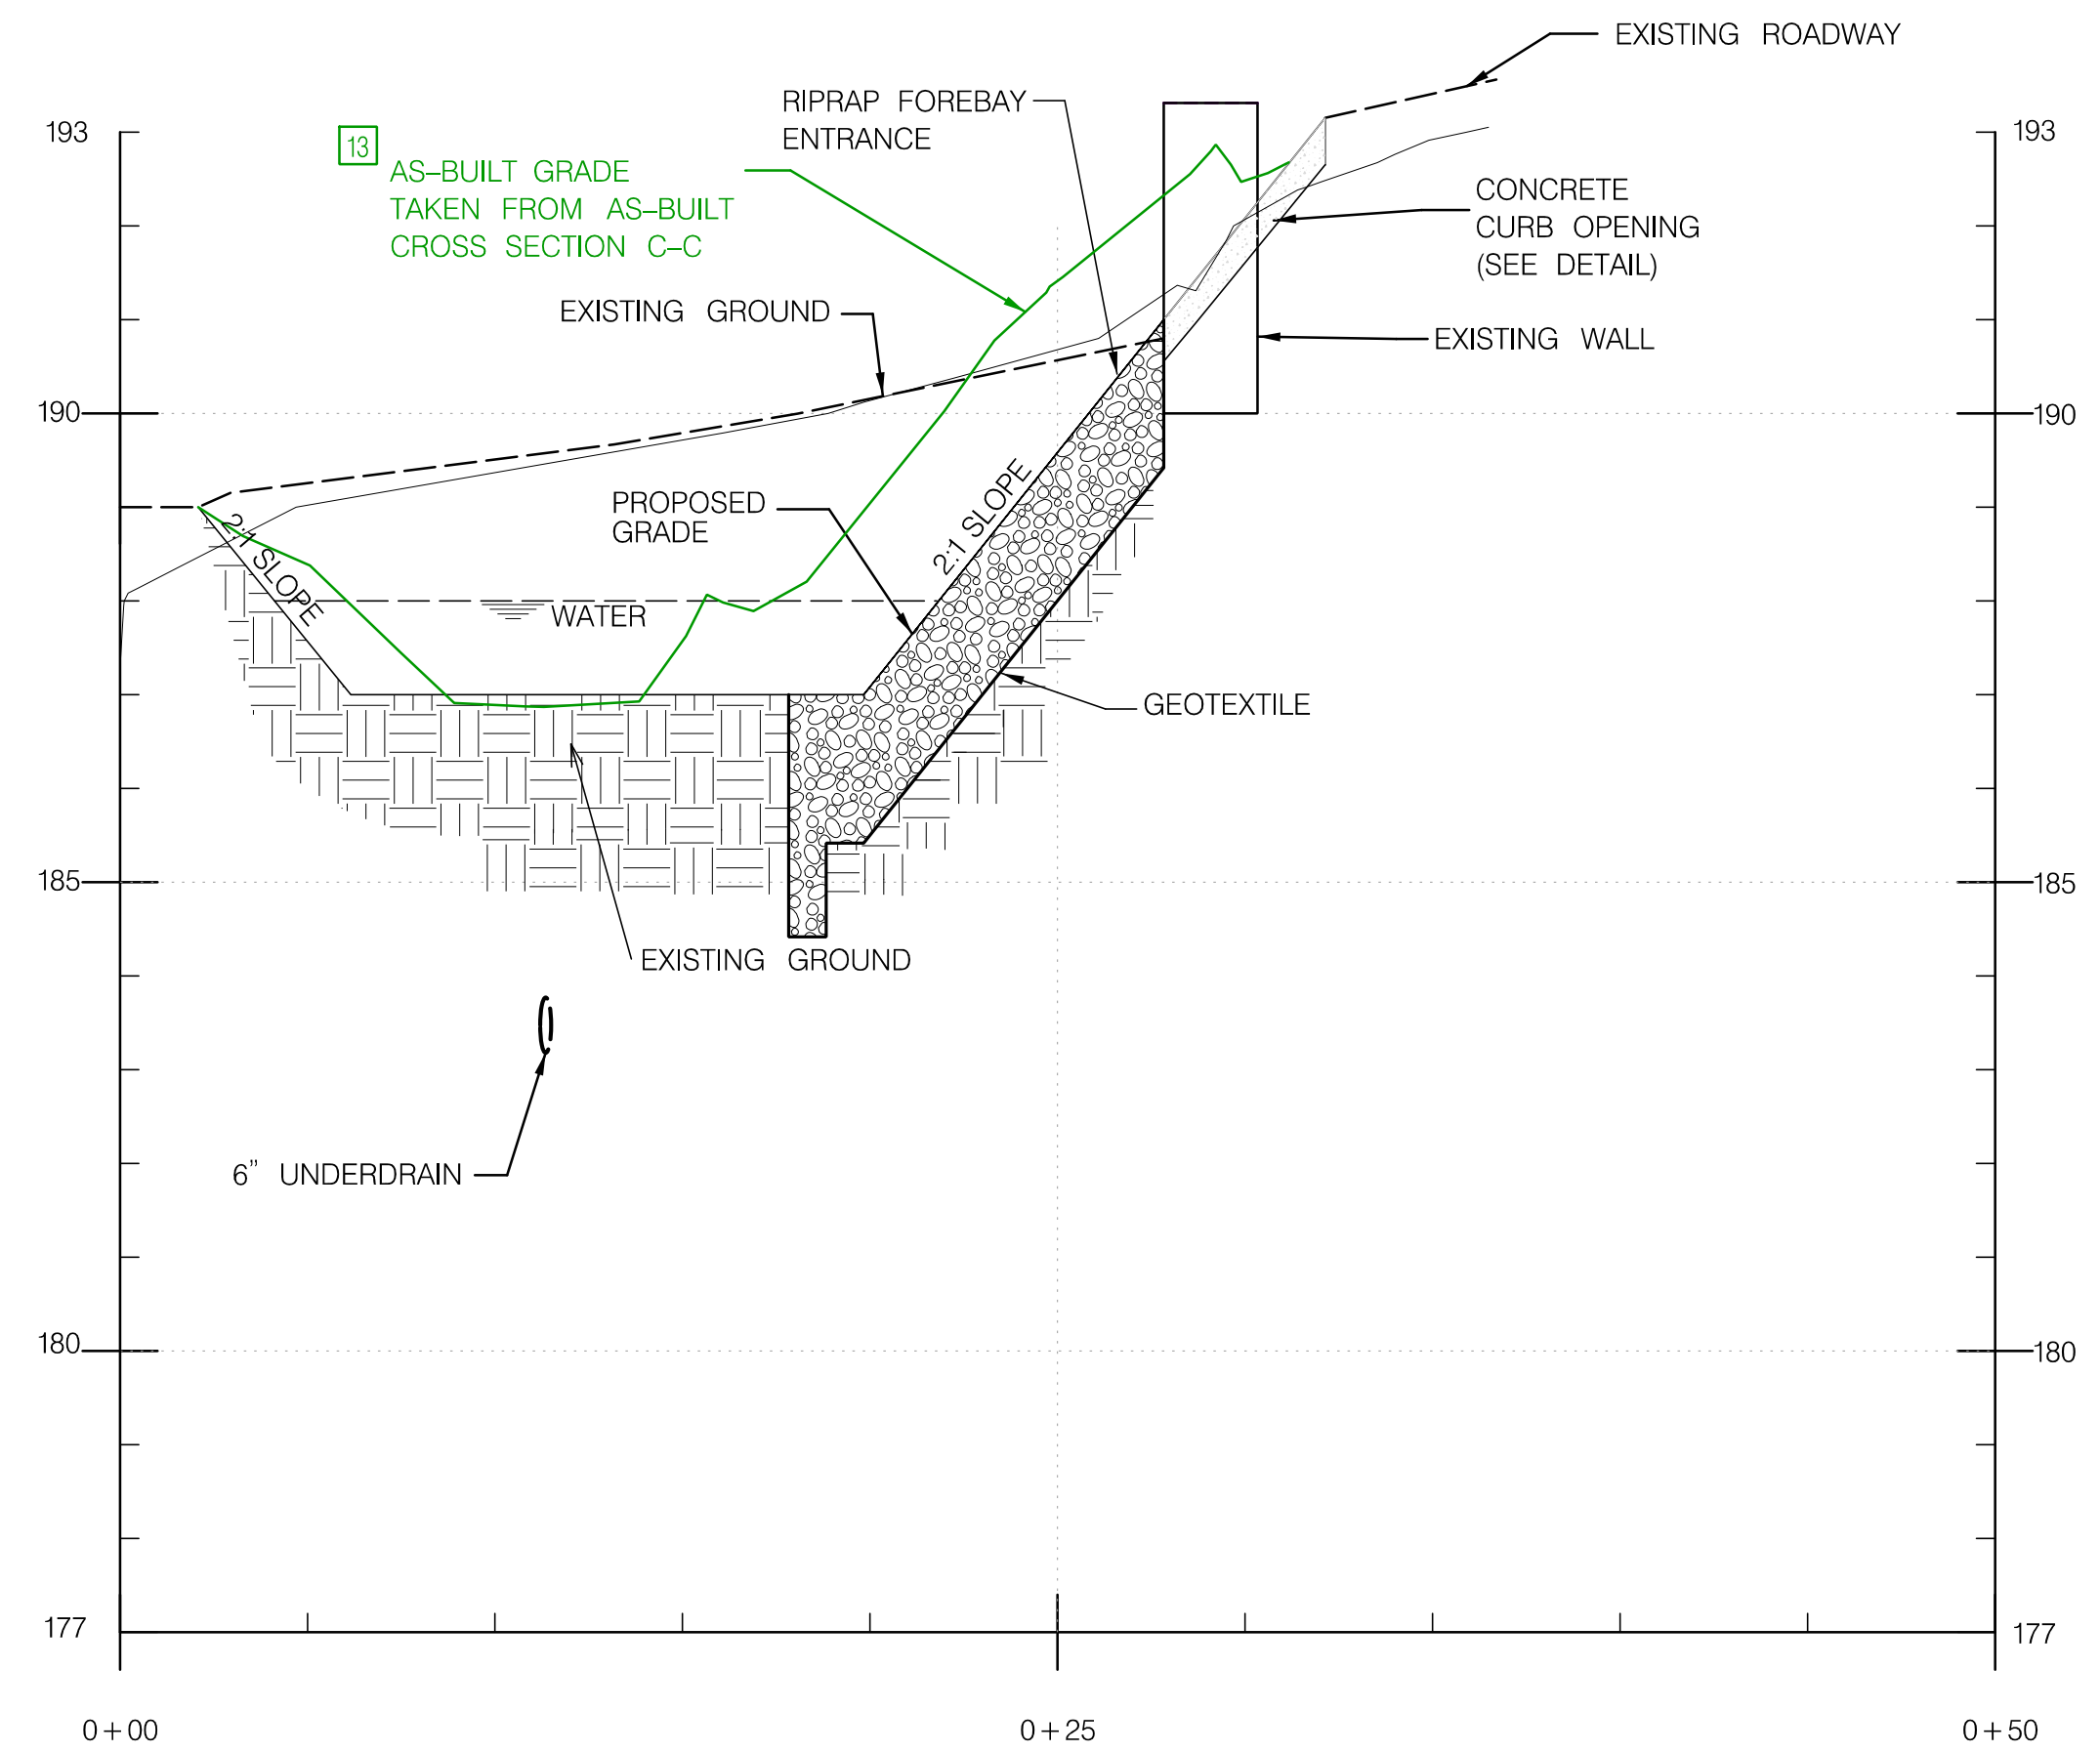 EXISTING ROADWAY
RIPRAP FOREBAY
ENTRANCE
193
193
13
AS–BUILT GRADE
TAKEN FROM AS–BUILT
CROSS SECTION C–C
CONCRETE
CURB OPENING
(SEE DETAIL)
EXISTING GROUND
EXISTING WALL
190
190
PROPOSED
GRADE
2:1 SLOPE
2:1 SLOPE
WATER
GEOTEXTILE
185
185
EXISTING GROUND
6” UNDERDRAIN
180
180
177
177
0+00
0+25
0+50